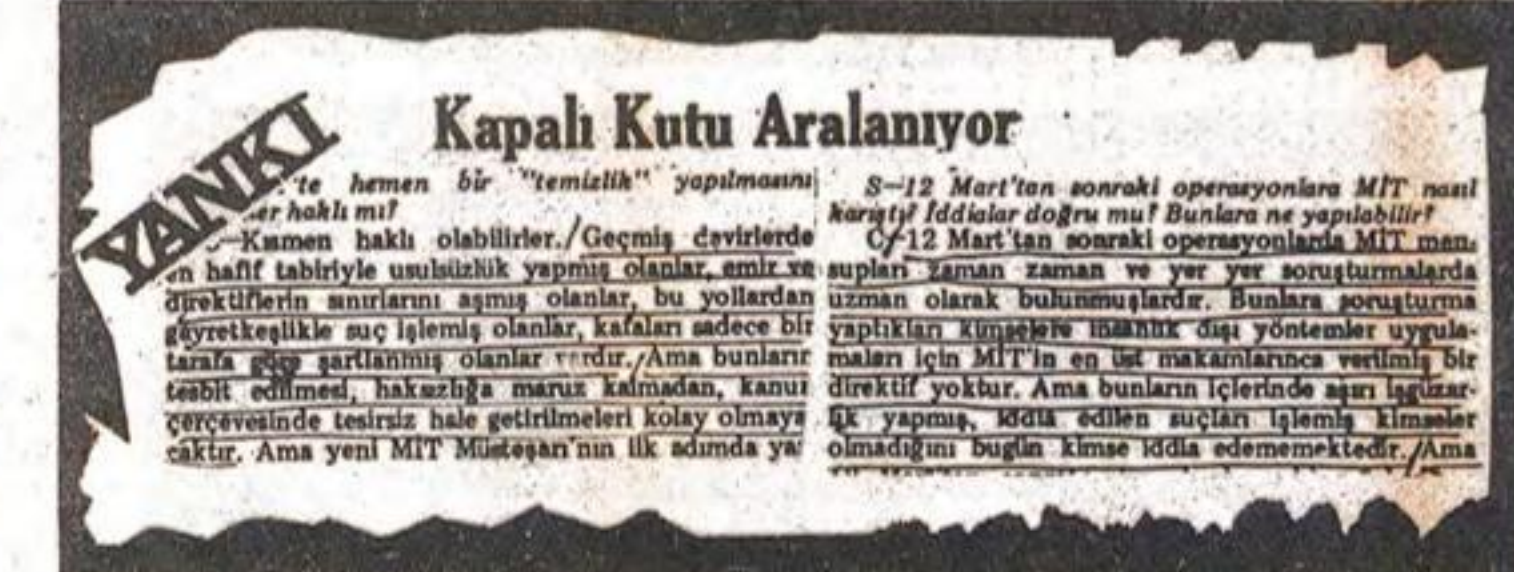 YANKI
Kapalı Kutu Aralanıyor
'te hemen bir "temizlik" yapılmasını
er haklı mı?
—Kısmen haklı olabilirler./Geçmiş devirlerde
en hafif tabiriyle usulsüzlük yapmış olanlar, emir ve
direktiflerin sınırlarını aşmış olanlar, bu yollardan
gayretkeşlikle suç işlemiş olanlar, kafaları sadece bir
tarafa göre şartlanmış olanlar vardır./Ama bunların
tesbit edilmesi, haksızlığa maruz kalmadan, kanun
çerçevesinde tesirsiz hale getirilmeleri kolay olmaya
caktır. Ama yeni MİT Müsteşarı'nın ilk adımda ya
S—12 Mart'tan sonraki operasyonlara MİT nasıl
karıştı? İddialar doğru mu? Bunlara ne yapılabilir?
C/—12 Mart'tan sonraki operasyonlarda MİT men-
supları zaman zaman ve yer yer soruşturmalarda
uzman olarak bulunmuşlardır. Bunlara soruşturma
yaptıkları kimselere insanlık dışı yöntemler uygula-
maları için MİT'in en üst makamlarınca verilmiş bir
direktif yoktur. Ama bunların içlerinde aşırı işgüzar-
lık yapmış, iddia edilen suçları işlemiş kimseler
olmadığını bugün kimse iddia edememektedir./Ama